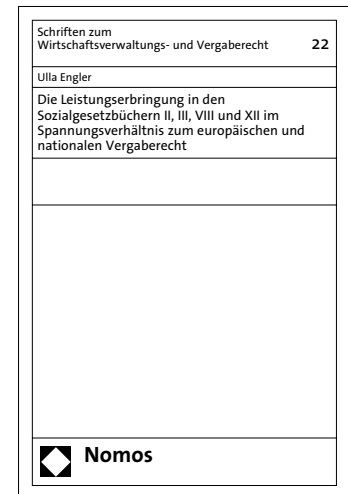 Schriften zum
Wirtschaftsverwaltungs- und Vergaberecht 22
Ulla Engler
Die Leistungserbringung in den
Sozialgesetzbüchern II, III, VIII und XII im
Spannungsverhältnis zum europäischen und
nationalen Vergaberecht
Nomos